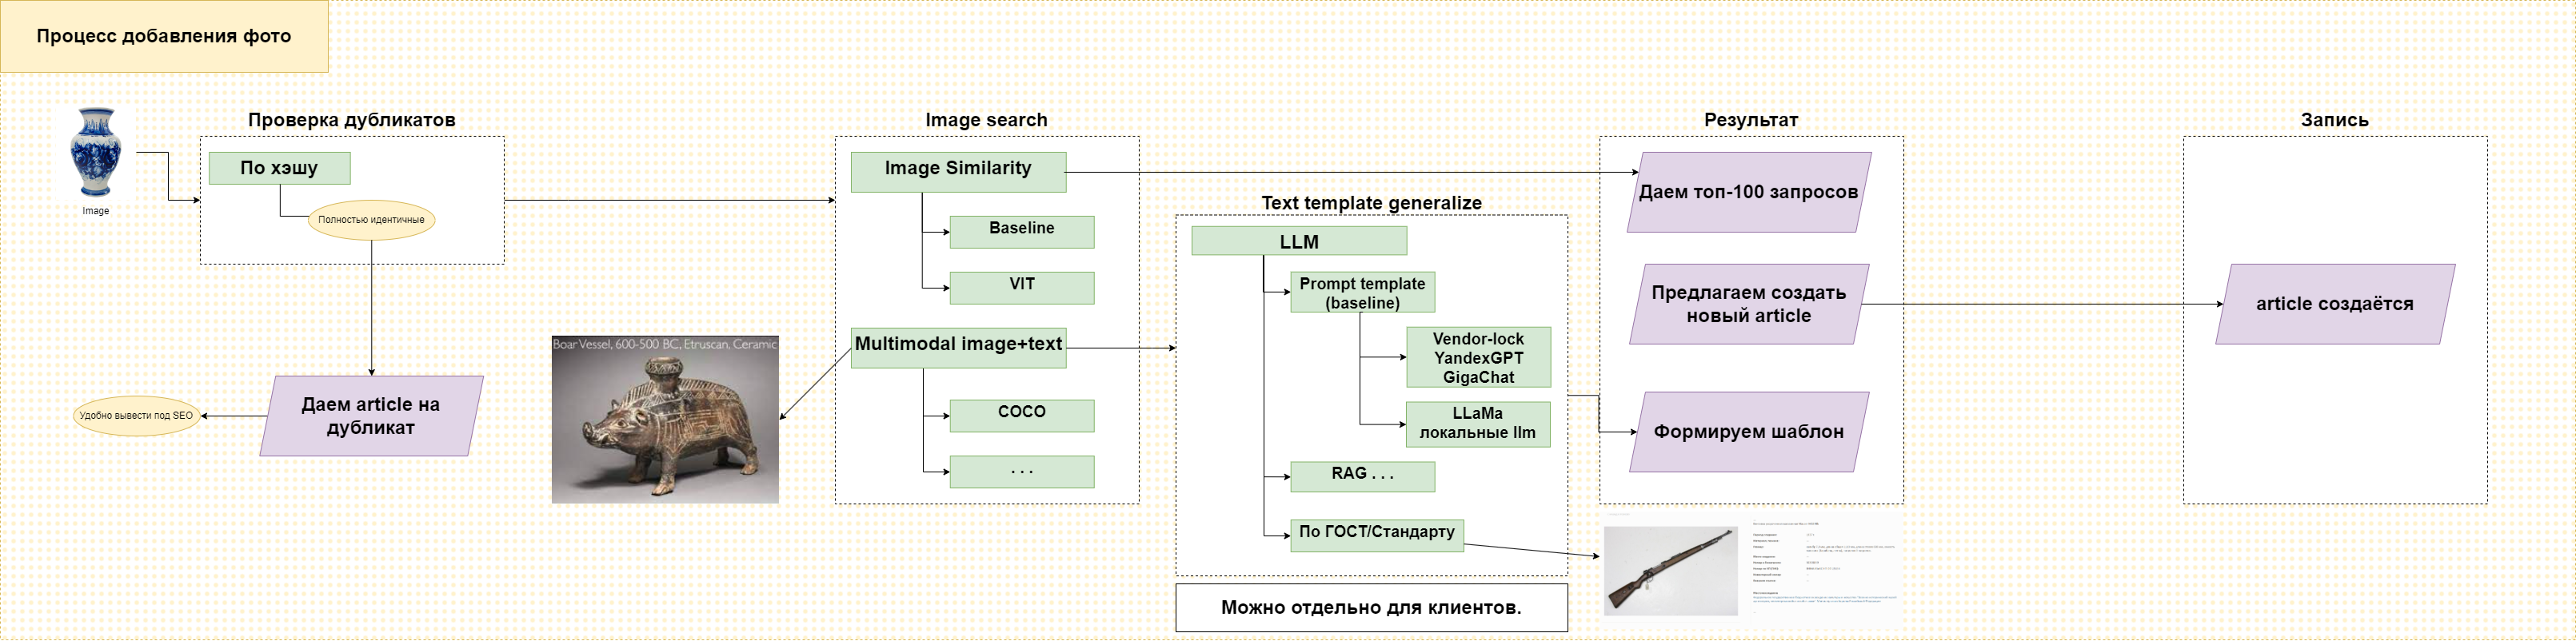 Процесс добавления фото
Проверка дубликатов
Image search
Результат
Запись
Image
По хэшу
Полностью идентичные
Даем article на
дубликат
Удобно вывести под SEO
Boar Vessel, 600-500 BC, Etruscan, Ceramic
Image Similarity
Baseline
VIT
Multimodal image+text
COCO
. . .
Text template generalize
LLM
Prompt template
(baseline)
Vendor-lock
YandexGPT
GigaChat
LLaMa
локальные llm
RAG . . .
По ГОСТ/Стандарту
Можно отдельно для клиентов.
Даем топ-100 запросов
Предлагаем создать
новый article
Формируем шаблон
article создаётся